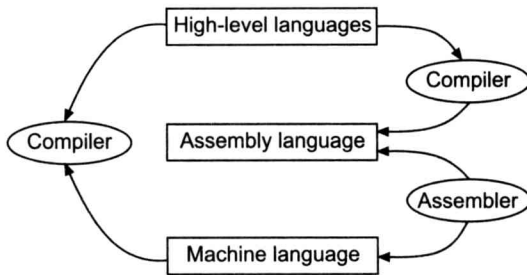 High-level languages
Compiler
Compiler
Assembly language
Assembler
Machine language